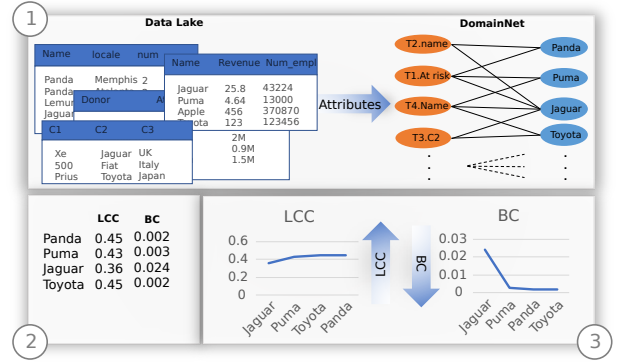 1
Data Lake
DomainNet
Name locale num
Panda Memphis 2
Panda
Lemur
Jaguar
Donor
Name Revenue Num_empl
Jaguar 25.8 43224
Puma 4.64 13000
Apple 456 370870
Toyota 123 123456
2M
0.9M
1.5M
C1 C2 C3
Xe Jaguar UK
500 Fiat Italy
Prius Toyota Japan
Attributes
T2.name
T1.At risk
T4.Name
T3.C2
Panda
Puma
Jaguar
Toyota
LCC BC
Panda 0.45 0.002
Puma 0.43 0.003
Jaguar 0.36 0.024
Toyota 0.45 0.002
2
LCC
0.6
0.4
0.2
0
Jaguar
Puma
Toyota
Panda
LCC
BC
BC
0.03
0.02
0.01
0
Jaguar
Puma
Panda
Toyota
3